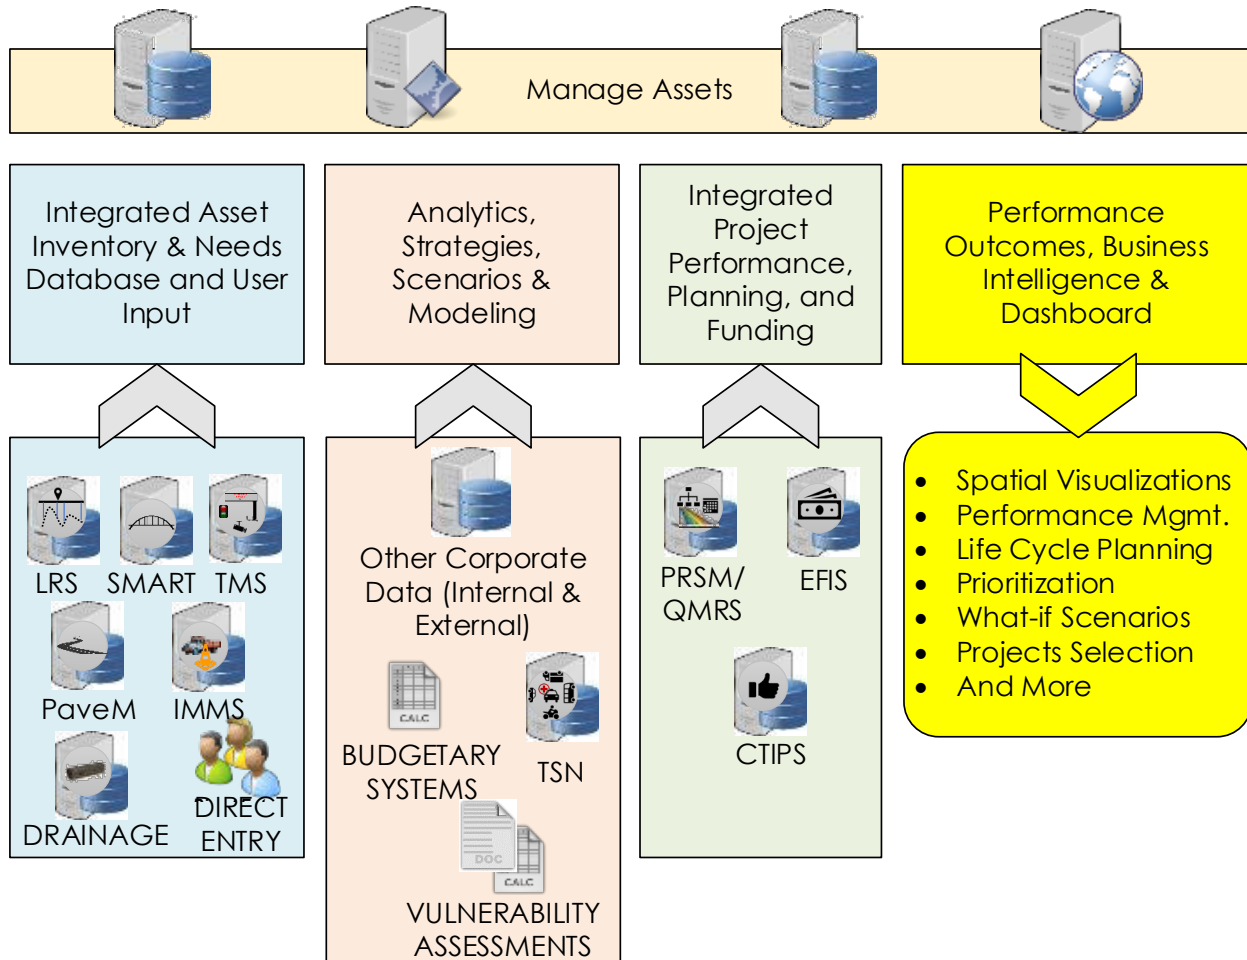 Manage Assets
Integrated Asset
Inventory & Needs
Database and User
Input
Analytics,
Strategies,
Scenarios &
Modeling
Integrated
Project
Performance,
Planning, and
Funding
Performance
Outcomes, Business
Intelligence &
Dashboard
LRS SMART TMS
PaveM IMMS
DRAINAGE
DIRECT
ENTRY
Other Corporate
Data (Internal &
External)
CALC
BUDGETARY
SYSTEMS
TSN
DOC
CALC
VULNERABILITY
ASSESSMENTS
PRSM/
QMRS
EFIS
CTIPS
• Spatial Visualizations
• Performance Mgmt.
• Life Cycle Planning
• Prioritization
• What-if Scenarios
• Projects Selection
• And More